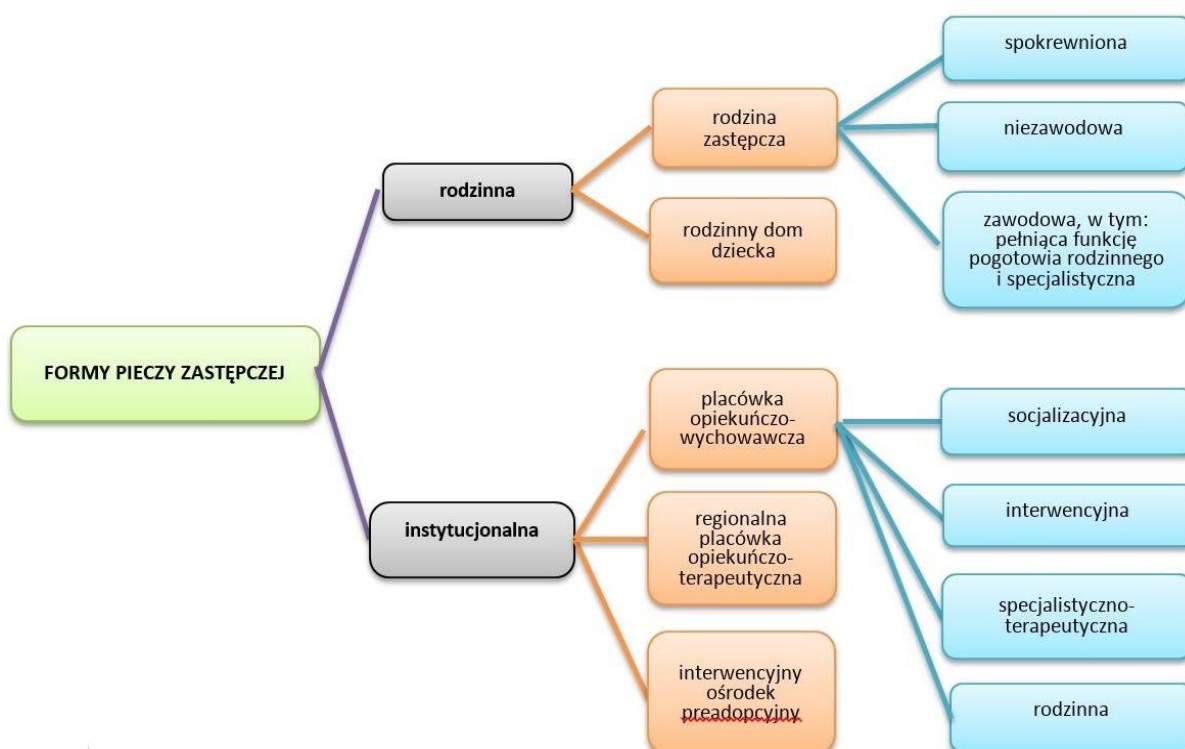 FORMY PIECZY ZASTĘPCZEJ
rodzinna
rodzina
zastępcza
spokrewniona
niezawodowa
zawodowa, w tym:
pełniąca funkcję
pogotowia rodzinnego
i specjalistyczna
rodzinny dom
dziecka
instytucjonalna
placówka
opiekuńczo-
wychowawcza
socjalizacyjna
interwencyjna
specjalistyczno-
terapeutyczna
rodzinna
regionalna
placówka
opiekuńczo-
terapeutyczna
interwencyjny
ośrodek
preadopcyjny